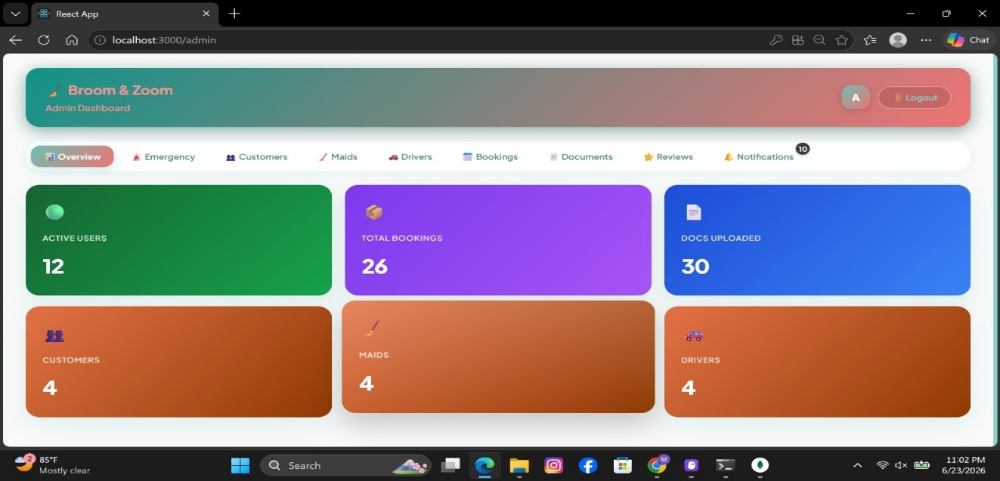 React App
localhost:3000/admin
Chat
Broom & Zoom
Admin Dashboard
A
Logout
Overview
Emergency
Customers
Maids
Drivers
Bookings
Documents
Reviews
Notifications
10
ACTIVE USERS
12
TOTAL BOOKINGS
26
DOCS UPLOADED
30
CUSTOMERS
4
MAIDS
4
DRIVERS
4
2
85°F
Mostly clear
Search
M
11:02 PM
6/23/2026